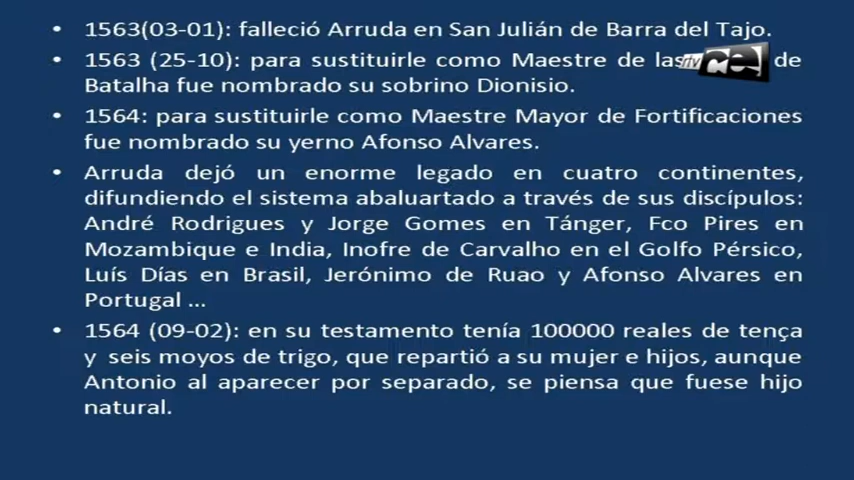 • 1563(03-01): falleció Arruda en San Julián de Barra del Tajo.
• 1563 (25-10): para sustituirle como Maestre de las de
Batalha fue nombrado su sobrino Dionisio.
• 1564: para sustituirle como Maestre Mayor de Fortificaciones
fue nombrado su yerno Afonso Alvares.
• Arruda dejó un enorme legado en cuatro continentes,
difundiendo el sistema abaluartado a través de sus discípulos:
André Rodrigues y Jorge Gomes en Tánger, Fco Pires en
Mozambique e India, Inofre de Carvalho en el Golfo Pérsico,
Luís Días en Brasil, Jerónimo de Ruao y Afonso Alvares en
Portugal ...
• 1564 (09-02): en su testamento tenía 100000 reales de tença
y seis moyos de trigo, que repartió a su mujer e hijos, aunque
Antonio al aparecer por separado, se piensa que fuese hijo
natural.